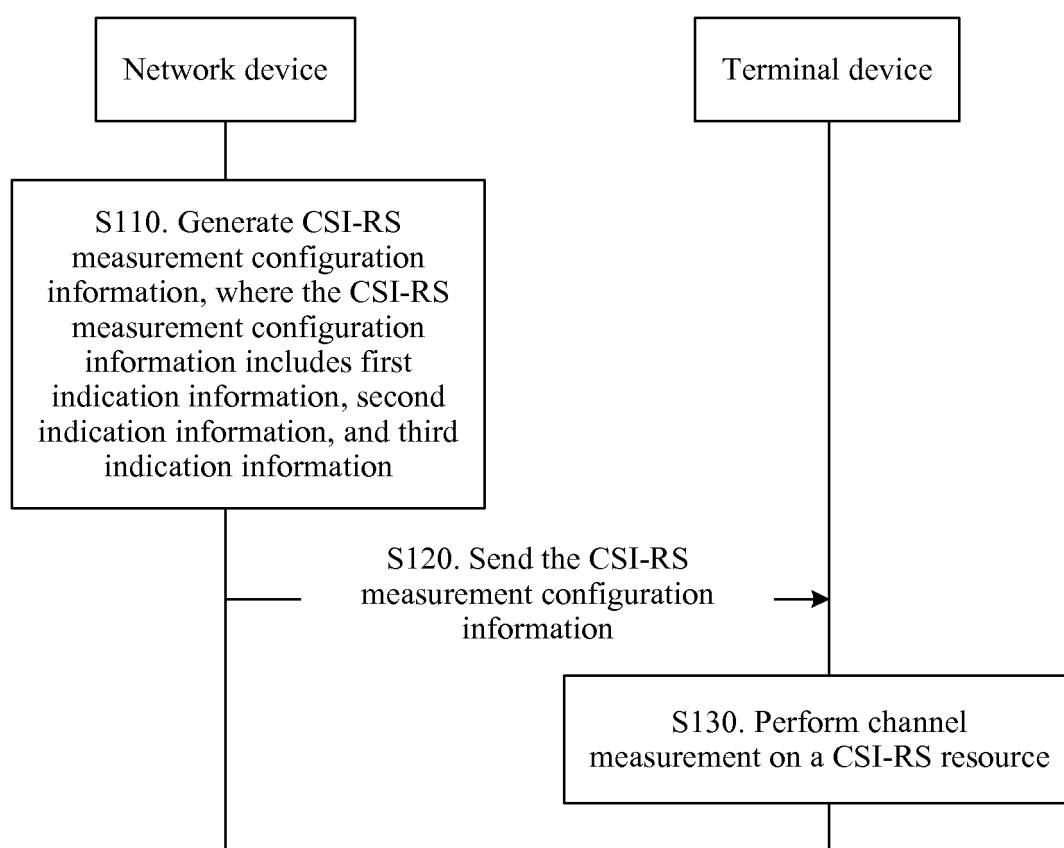 Network device
Terminal device
S110. Generate CSI-RS
measurement configuration
information, where the CSI-RS
measurement configuration
information includes first
indication information, second
indication information, and third
indication information
S120. Send the CSI-RS
measurement configuration
information
S130. Perform channel
measurement on a CSI-RS resource